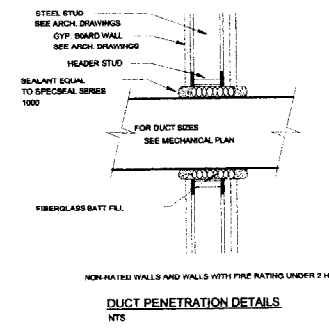 STEEL STUD
SEE ARCH. DRAWINGS
GYP. BOARD WALL
SEE ARCH. DRAWINGS
HEADER STUD
SEALANT EQUAL
TO SPECSEAL SERIES
1000
FOR DUCT SIZES
SEE MECHANICAL PLAN
FIBERGLASS BATT FILL
NON-RATED WALLS AND WALLS WITH FIRE RATING UNDER 2 H
DUCT PENETRATION DETAILS
NTS